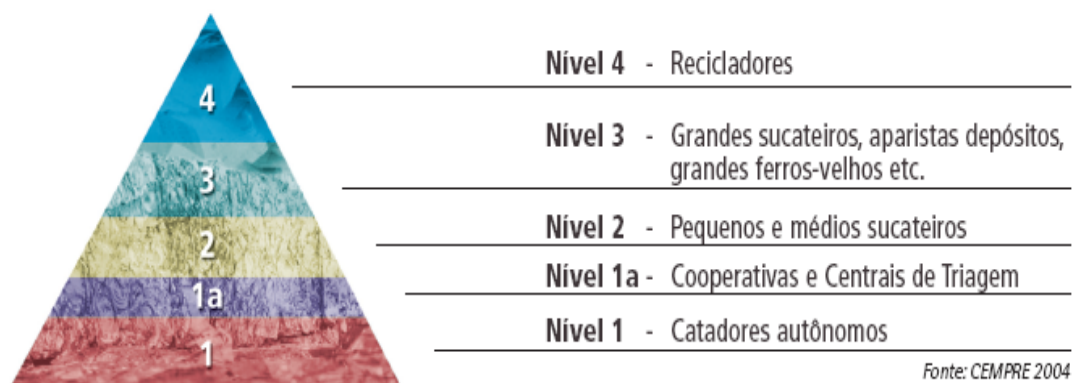 4
3
2
1a
1
Nível 4 - Recicladores
Nível 3 - Grandes sucateiros, aparistas depósitos,
grandes ferros-velhos etc.
Nível 2 - Pequenos e médios sucateiros
Nível 1a - Cooperativas e Centrais de Triagem
Nível 1 - Catadores autônomos
Fonte: CEMPRE 2004